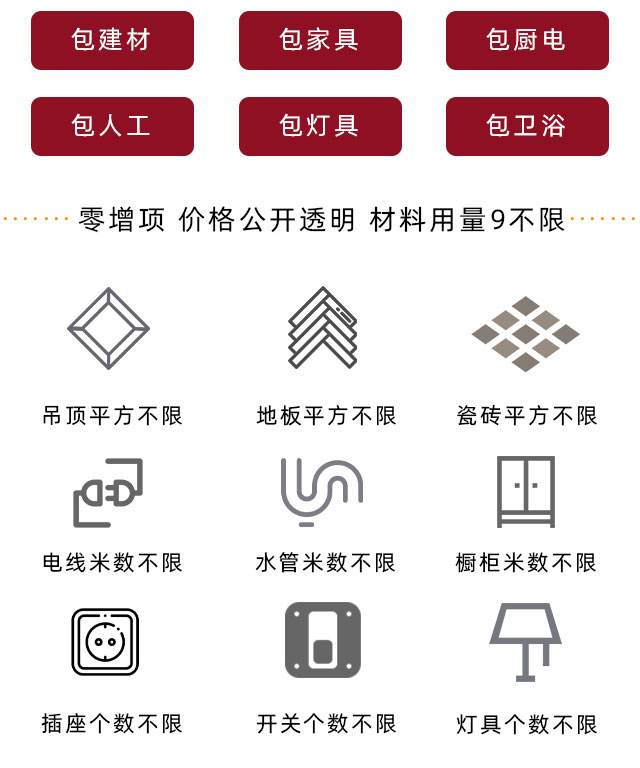 包建材 包家具 包厨电
包人工 包灯具 包卫浴
零增项 价格公开透明 材料用量9不限
吊顶平方不限 地板平方不限 瓷砖平方不限
电线米数不限 水管米数不限 橱柜米数不限
插座个数不限 开关个数不限 灯具个数不限